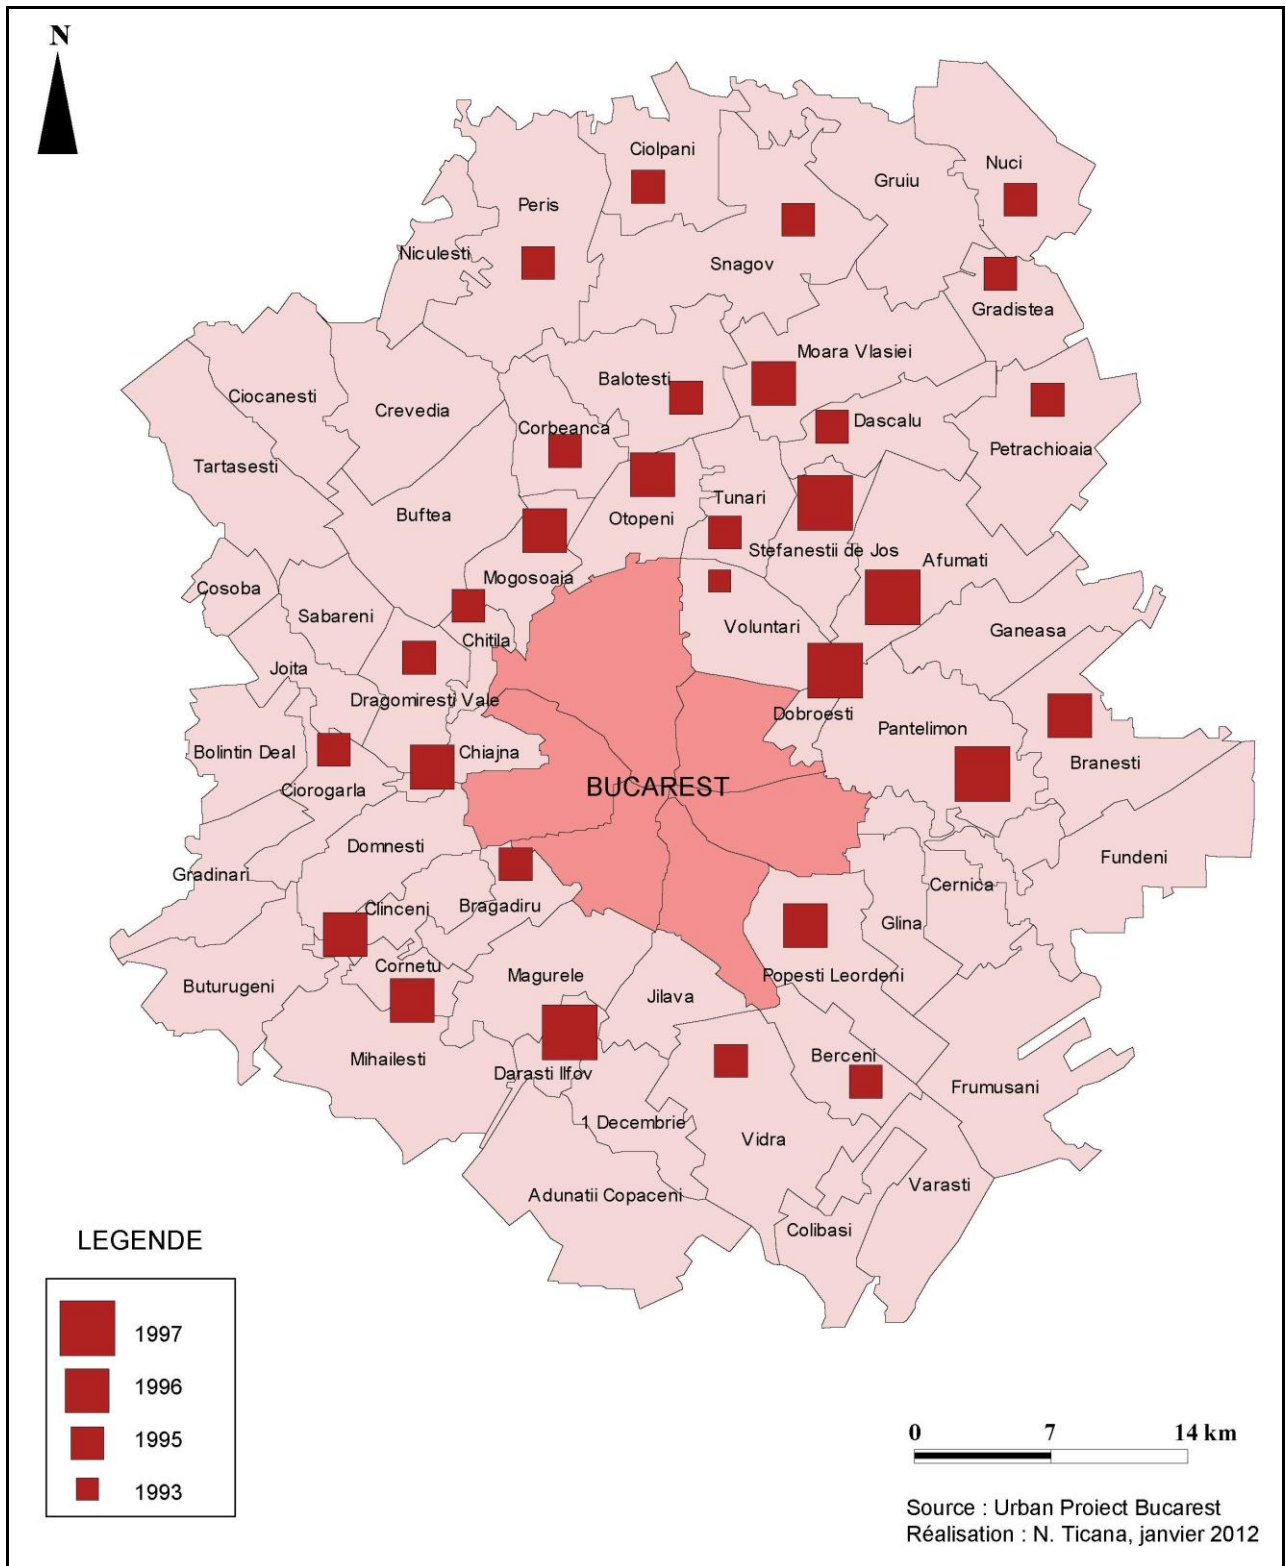 N
Ciolpani
Nuci
Gruiu
Peris
Niculesti
Snagov
Gradistea
Moara Vlasiei
Balotesti
Ciocanesti
Crevedia
Corbeanca
Dascalu
Petrachioaia
Tartasesti
Tunari
Buftea
Otopeni
Stefanestii de Jos
Afumati
Mogosoaia
Cosoba
Sabareni
Voluntari
Ganeasa
Chitila
Joita
Dragomiresti Vale
Dobroesti
Pantelimon
Bolintin Deal
Chiajna
Branesti
Ciorogarla
BUCAREST
Domnesti
Fundeni
Gradinari
Cernica
Clinceni
Bragadiru
Glina
Cornetu
Magurele
Popesti Leordeni
Buturugeni
Jilava
Mihailesti
Berceni
Darasti Ilfov
Frumusani
1 Decembrie
Vidra
Varasti
Adunatii Copaceni
Colibasi
LEGENDE
1997
1996
1995
1993
0 7 14 km
Source : Urban Proiect Bucarest
Réalisation : N. Ticana, janvier 2012